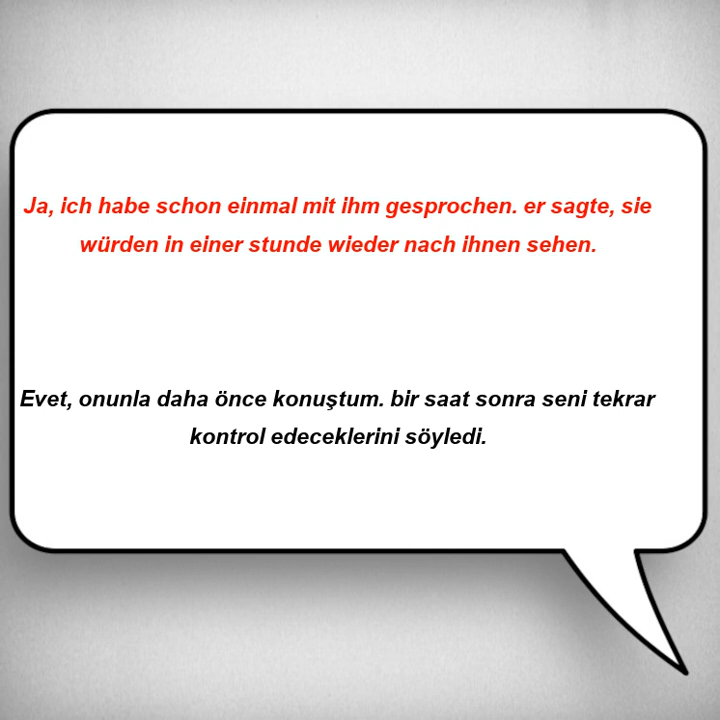 Ja, ich habe schon einmal mit ihm gesprochen. er sagte, sie
würden in einer stunde wieder nach ihnen sehen.
Evet, onunla daha önce konuştum. bir saat sonra seni tekrar
kontrol edeceklerini söyledi.